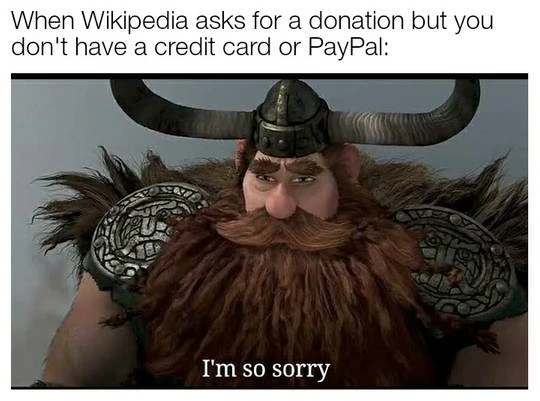 When Wikipedia asks for a donation but you
don't have a credit card or PayPal:
I'm so sorry